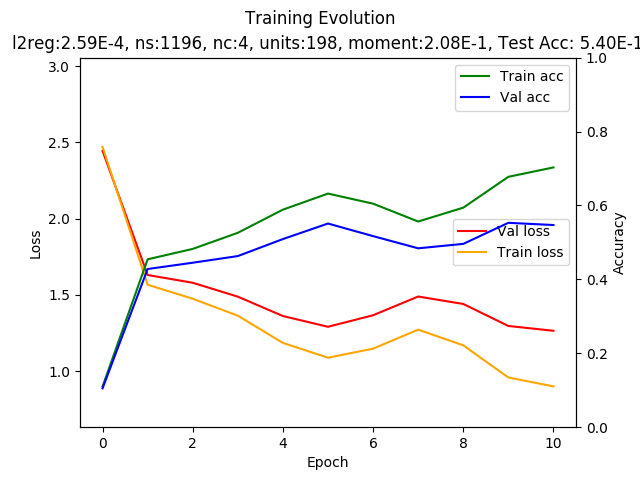 Training Evolution
l2reg:2.59E-4, ns:1196, nc:4, units:198, moment:2.08E-1, Test Acc: 5.40E-1
Train acc
Val acc
Val loss
Train loss
Loss
3.0
2.5
2.0
1.5
1.0
Accuracy
1.0
0.8
0.6
0.4
0.2
0.0
0 2 4 6 8 10
Epoch